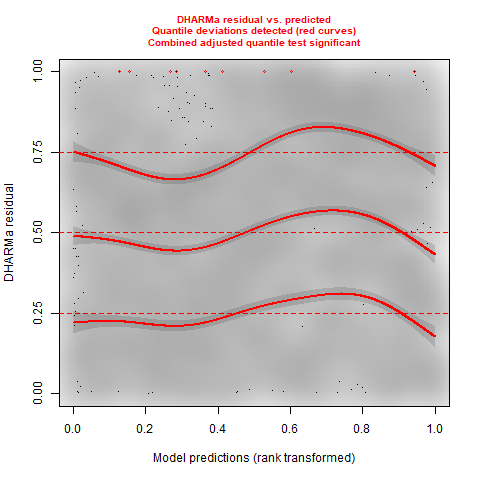 DHARMa residual vs. predicted
Quantile deviations detected (red curves)
Combined adjusted quantile test significant
1.00
0.75
0.50
0.25
0.00
DHARMa residual
0.0 0.2 0.4 0.6 0.8 1.0
Model predictions (rank transformed)